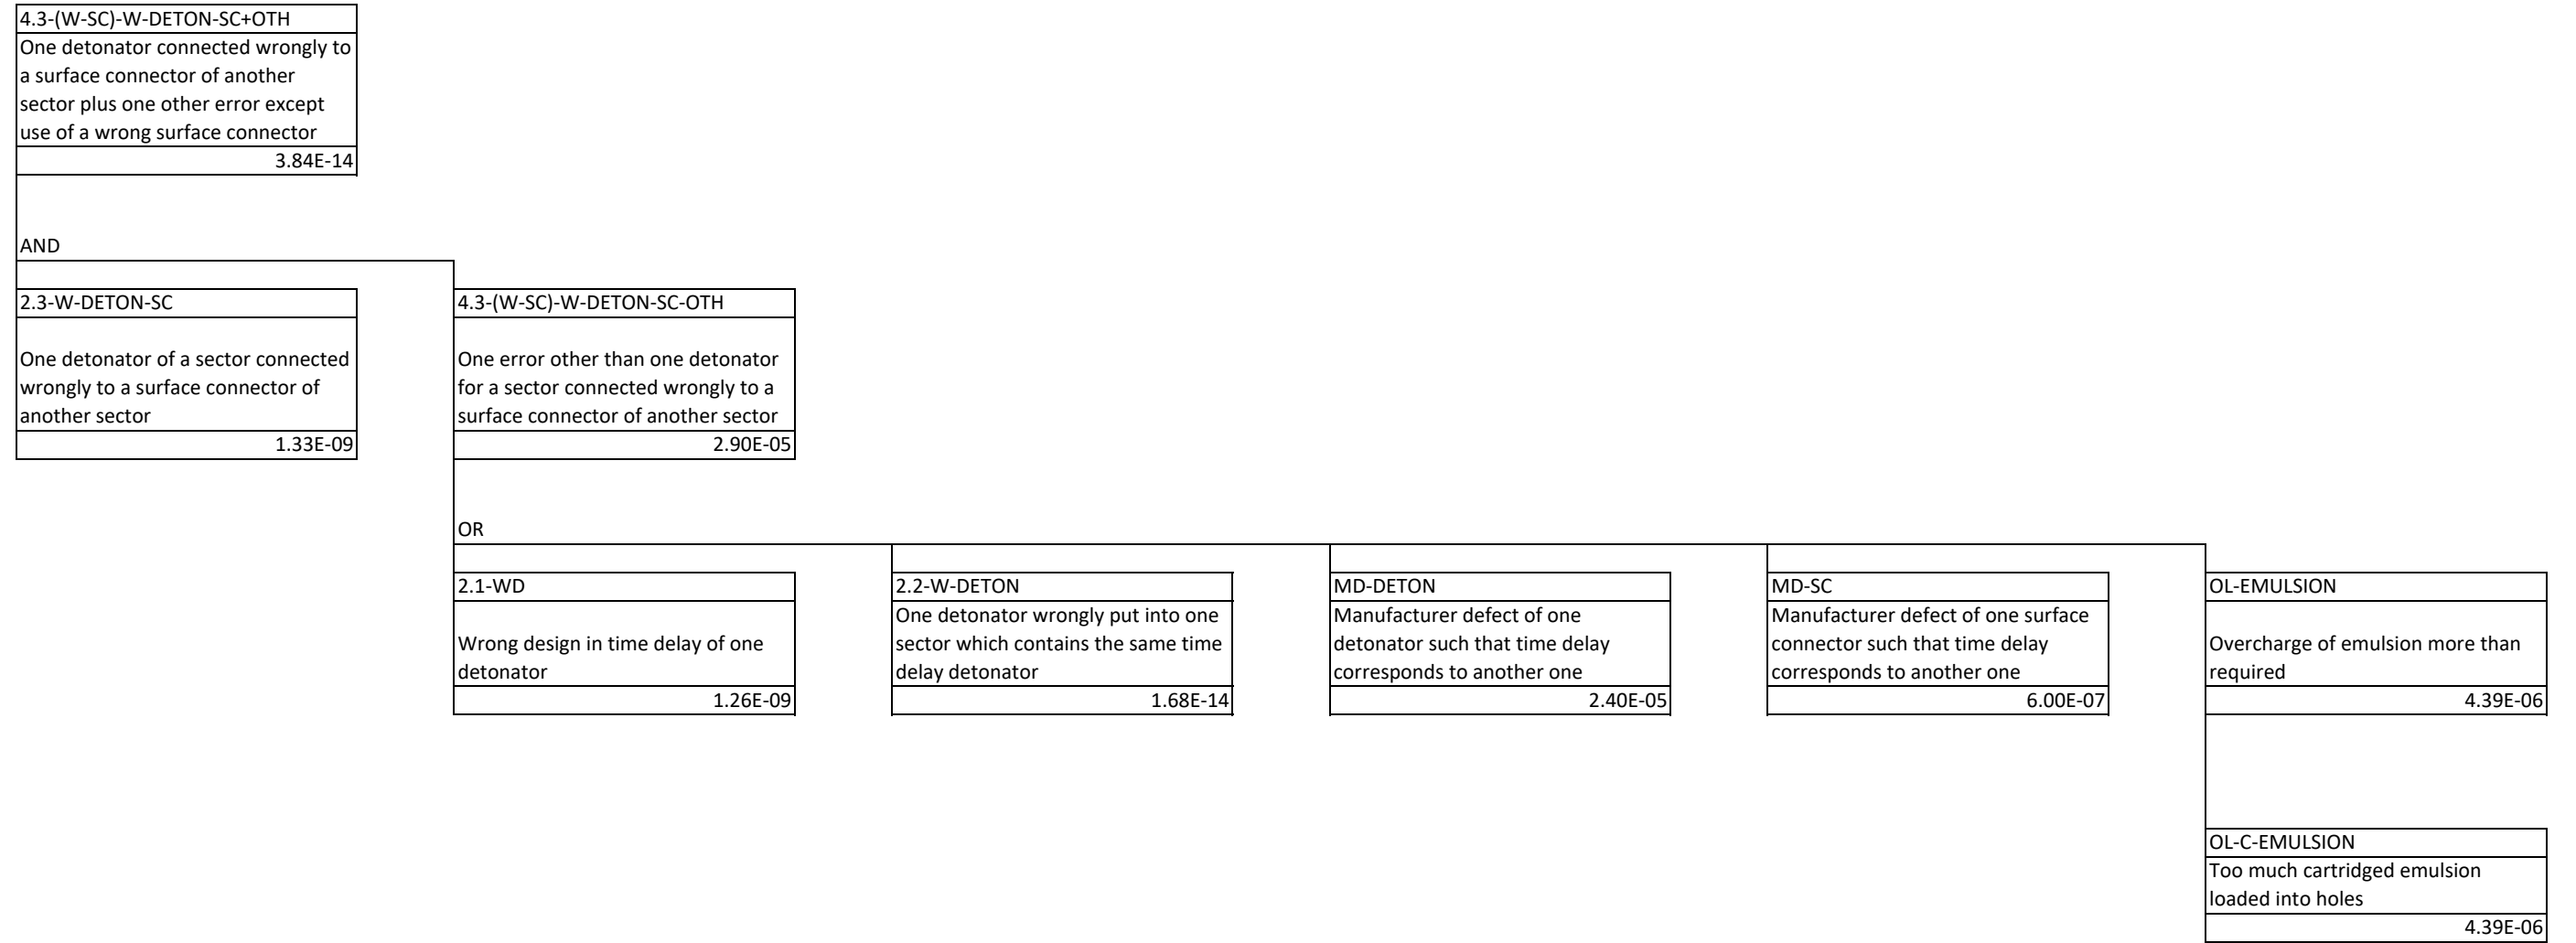 4.3-(W-SC)-W-DETON-SC+OTH
One detonator connected wrongly to
a surface connector of another
sector plus one other error except
use of a wrong surface connector
3.84E-14
AND
2.3-W-DETON-SC
One detonator of a sector connected
wrongly to a surface connector of
another sector
1.33E-09
4.3-(W-SC)-W-DETON-SC-OTH
One error other than one detonator
for a sector connected wrongly to a
surface connector of another sector
2.90E-05
OR
2.1-WD
Wrong design in time delay of one
detonator
1.26E-09
2.2-W-DETON
One detonator wrongly put into one
sector which contains the same time
delay detonator
1.68E-14
MD-DETON
Manufacturer defect of one
detonator such that time delay
corresponds to another one
2.40E-05
MD-SC
Manufacturer defect of one surface
connector such that time delay
corresponds to another one
6.00E-07
OL-EMULSION
Overcharge of emulsion more than
required
4.39E-06
OL-C-EMULSION
Too much cartridged emulsion
loaded into holes
4.39E-06